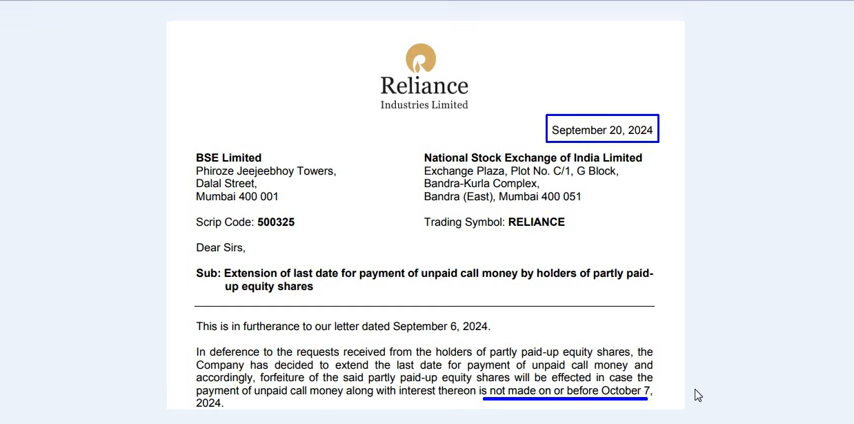 Reliance
Industries Limited
September 20, 2024
BSE Limited
Phiroze Jeejeebhoy Towers,
Dalal Street,
Mumbai 400 001
Scrip Code: 500325
National Stock Exchange of India Limited
Exchange Plaza, Plot No. C/1, G Block,
Bandra-Kurla Complex,
Bandra (East), Mumbai 400 051
Trading Symbol: RELIANCE
Dear Sirs,
Sub: Extension of last date for payment of unpaid call money by holders of partly paid-
up equity shares
This is in furtherance to our letter dated September 6, 2024.
In deference to the requests received from the holders of partly paid-up equity shares, the
Company has decided to extend the last date for payment of unpaid call money and
accordingly, forfeiture of the said partly paid-up equity shares will be effected in case the
payment of unpaid call money along with interest thereon is not made on or before October 7,
2024.